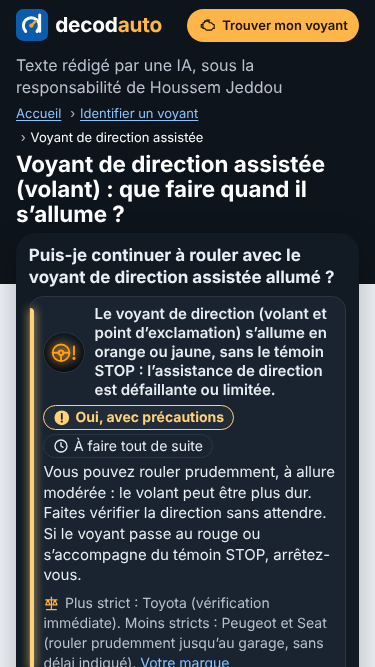 decodauto
Trouver mon voyant
Texte rédigé par une IA, sous la
responsabilité de Houssem Jeddou
Accueil › Identifier un voyant
› Voyant de direction assistée
Voyant de direction assistée
(volant) : que faire quand il
s’allume ?
Puis-je continuer à rouler avec le
voyant de direction assistée allumé ?
Le voyant de direction (volant et
point d’exclamation) s’allume en
orange ou jaune, sans le témoin
STOP : l’assistance de direction
est défaillante ou limitée.
Oui, avec précautions
À faire tout de suite
Vous pouvez rouler prudemment, à allure
modérée : le volant peut être plus dur.
Faites vérifier la direction sans attendre.
Si le voyant passe au rouge ou
s’accompagne du témoin STOP, arrêtez-
vous.
Plus strict : Toyota (vérification
immédiate). Moins stricts : Peugeot et Seat
(rouler prudemment jusqu’au garage, sans
délai indiqué). Votre marque